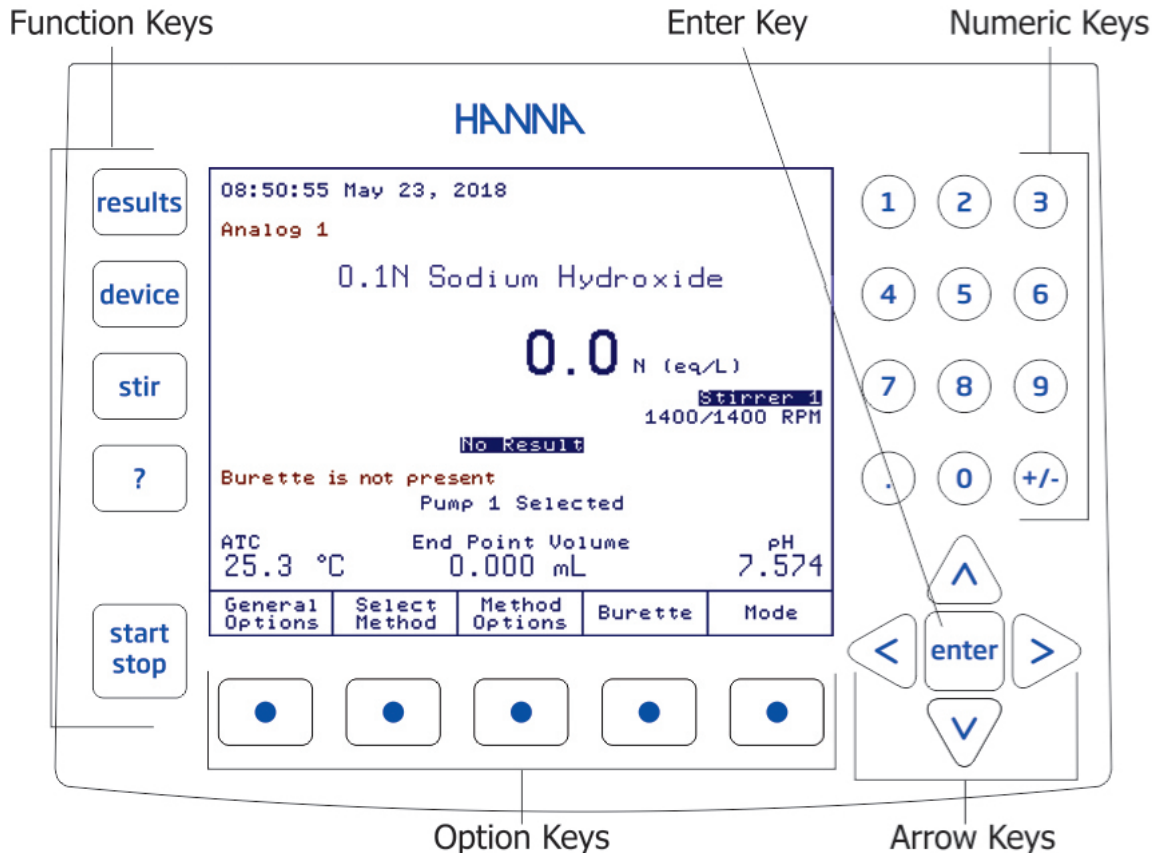 Function Keys
Enter Key
Numeric Keys
HANNA
results
device
stir
?
start
stop
08:50:55 May 23, 2018
Analog 1
0.1N Sodium Hydroxide
0.0 N (eq/L)
Stirrer 1
1400/1400 RPM
No Result
Burette is not present
Pump 1 Selected
ATC End Point Volume pH
25.3 °C 0.000 mL 7.574
General Select Method Burette Mode
Options Method Options
1 2 3
4 5 6
7 8 9
. 0 +/-
< enter >
Option Keys
Arrow Keys